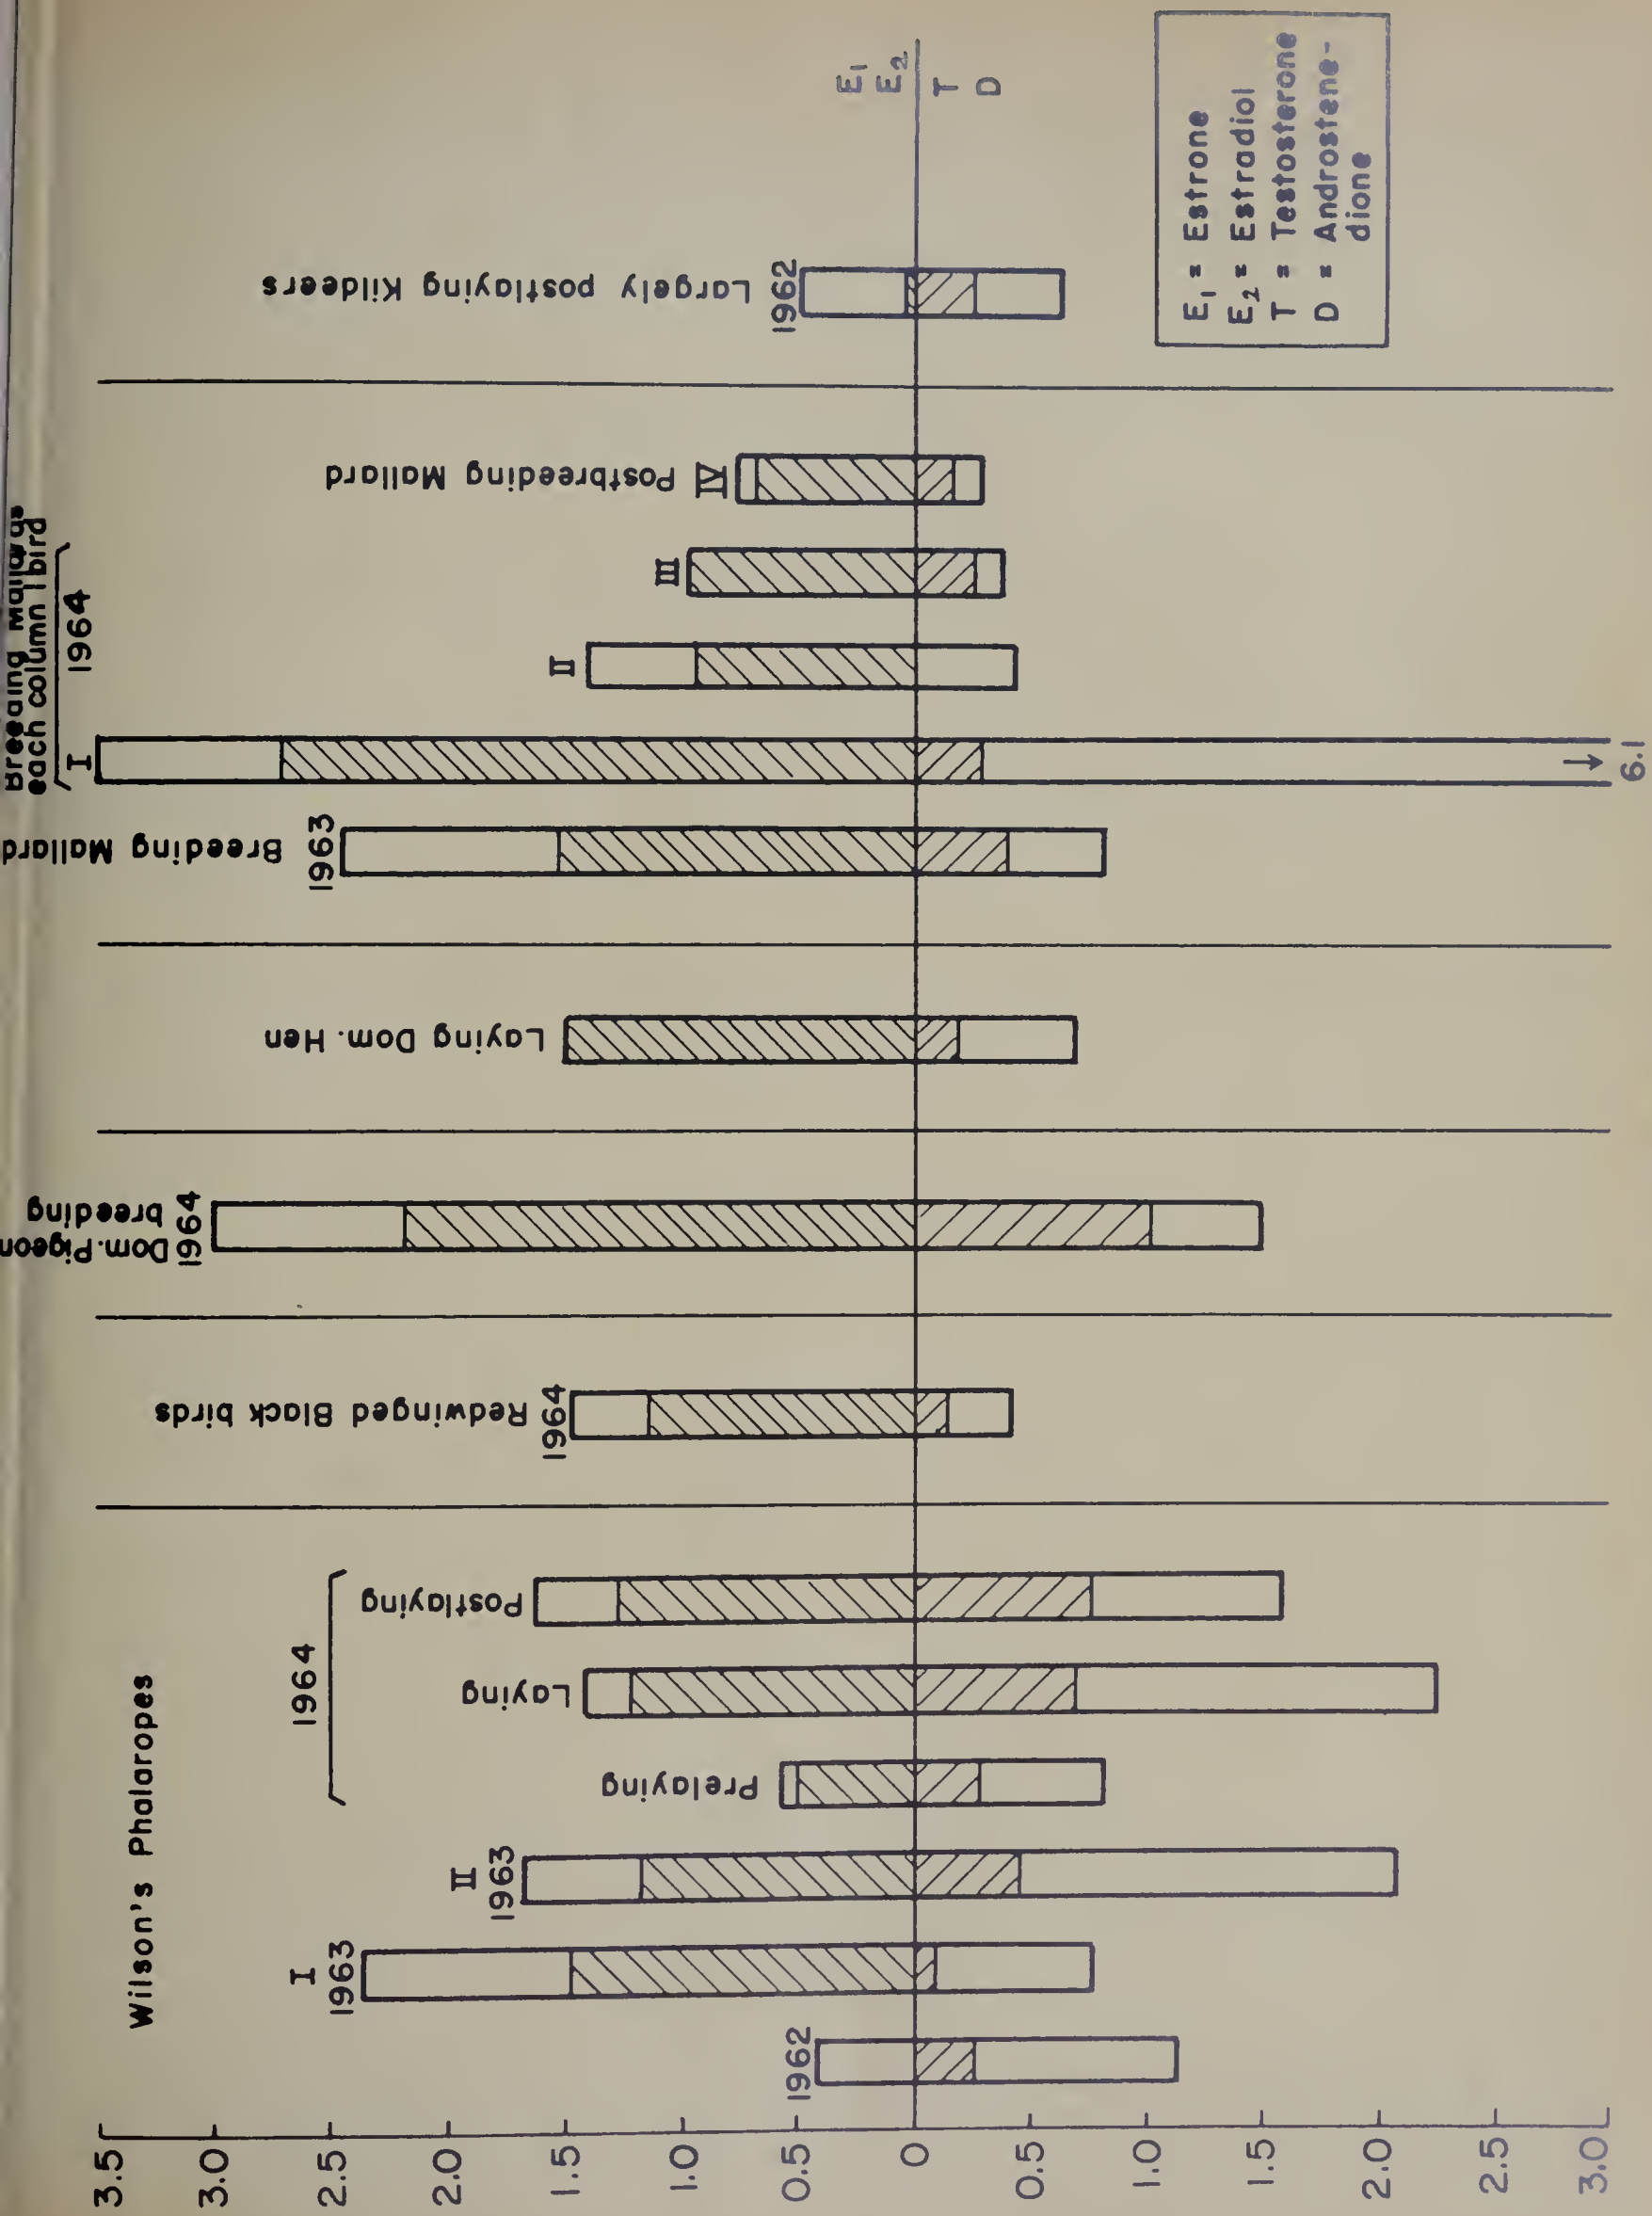 Wilson's Phalaropes
1962
I
1963
II
1963
1964
Prelaying
Laying
Postlaying
Redwinged Black birds
1964
Dom. Pigeon
breeding
1964
Laying Dom. Hen
Breeding Mallard
1963
Breeding Mallards
each column 1 bird
1964
I
II
III
IV
Postbreeding Mallard
Largely postlaying Kildeers
1962
3.5
3.0
2.5
2.0
1.5
1.0
0.5
0
0.5
1.0
1.5
2.0
2.5
3.0
6.1
E₁
E₂
T
D
E₁ = Estrone
E₂ = Estradiol
T = Testosterone
D = Androstene-
dione